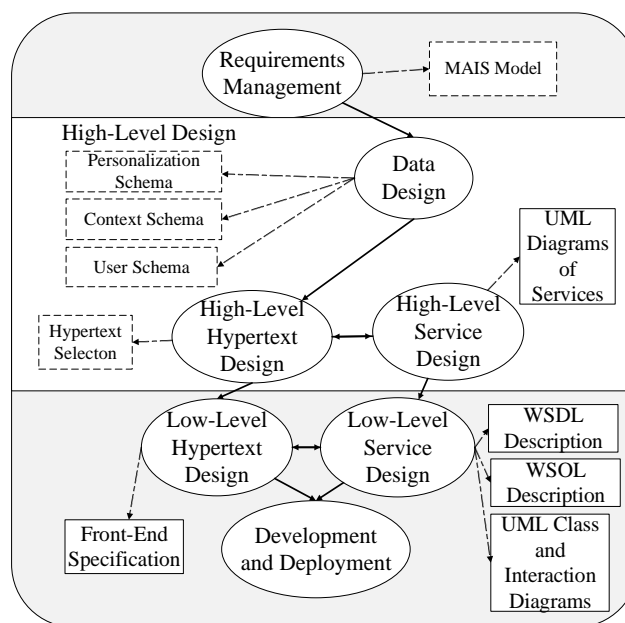 Requirements
Management
MAIS Model
High-Level Design
Personalization
Schema
Data
Design
Context Schema
User Schema
UML
Diagrams
of
Services
High-Level
Hypertext
Design
High-Level
Service
Design
Hypertext
Selecton
Low-Level
Hypertext
Design
Low-Level
Service
Design
WSDL
Description
WSOL
Description
Front-End
Specification
Development
and Deployment
UML Class
and
Interaction
Diagrams